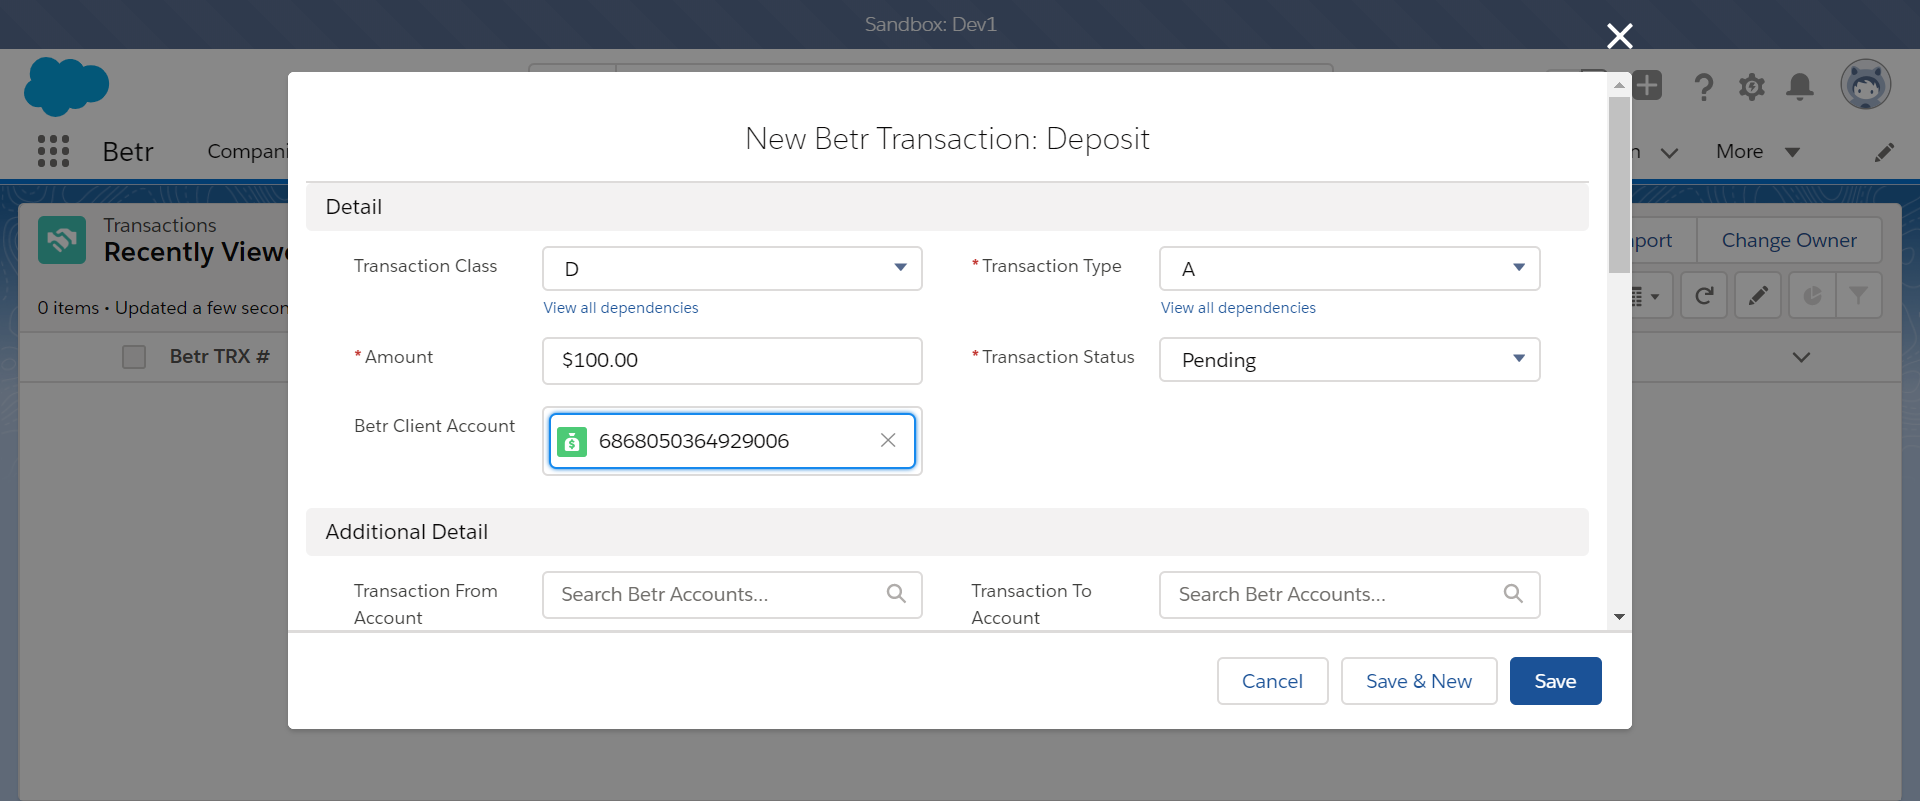 Sandbox: Dev1
Betr
Compani
More
Transactions
Recently View
0 items • Updated a few secon
port
Change Owner
Betr TRX #
New Betr Transaction: Deposit
Detail
Transaction Class
D
View all dependencies
*Transaction Type
A
View all dependencies
*Amount
$100.00
*Transaction Status
Pending
Betr Client Account
6868050364929006
Additional Detail
Transaction From
Account
Search Betr Accounts...
Transaction To
Account
Search Betr Accounts...
Cancel
Save & New
Save